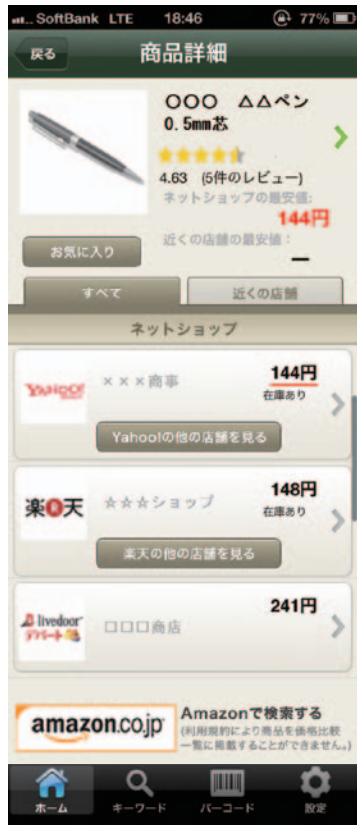 SoftBank LTE 18:46 77%
戻る 商品詳細
○○○ △△ペン
0.5mm芯
4.63 (5件のレビュー)
ネットショップの最安値:
144円
近くの店舗の最安値:
ー
お気に入り
すべて 近くの店舗
ネットショップ
YAHOO!
×××商事
144円
在庫あり
Yahoo!の他の店舗を見る
楽天
☆☆☆ショップ
148円
在庫あり
楽天の他の店舗を見る
livedoor
デパート
□□□商店
241円
amazon.co.jp
Amazonで検索する
(利用規約により商品を価格比較
一覧に掲載することができません。)
ホーム キーワード バーコード 設定